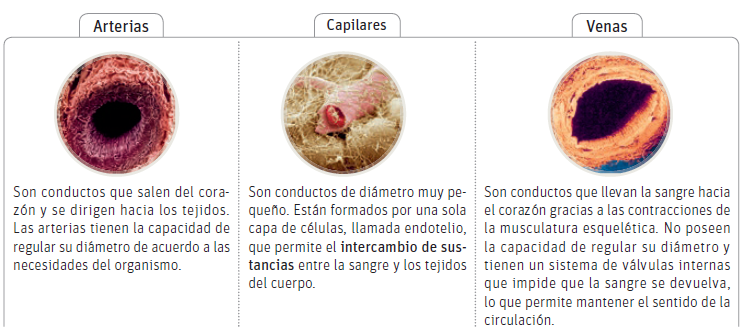 Arterias
Son conductos que salen del cora-
zón y se dirigen hacia los tejidos.
Las arterias tienen la capacidad de
regular su diámetro de acuerdo a las
necesidades del organismo.
Capilares
Son conductos de diámetro muy pe-
queño. Están formados por una sola
capa de células, llamada endotelio,
que permite el intercambio de sus-
tancias entre la sangre y los tejidos
del cuerpo.
Venas
Son conductos que llevan la sangre hacia
el corazón gracias a las contracciones de
la musculatura esquelética. No poseen
la capacidad de regular su diámetro y
tienen un sistema de válvulas internas
que impide que la sangre se devuelva,
lo que permite mantener el sentido de la
circulación.